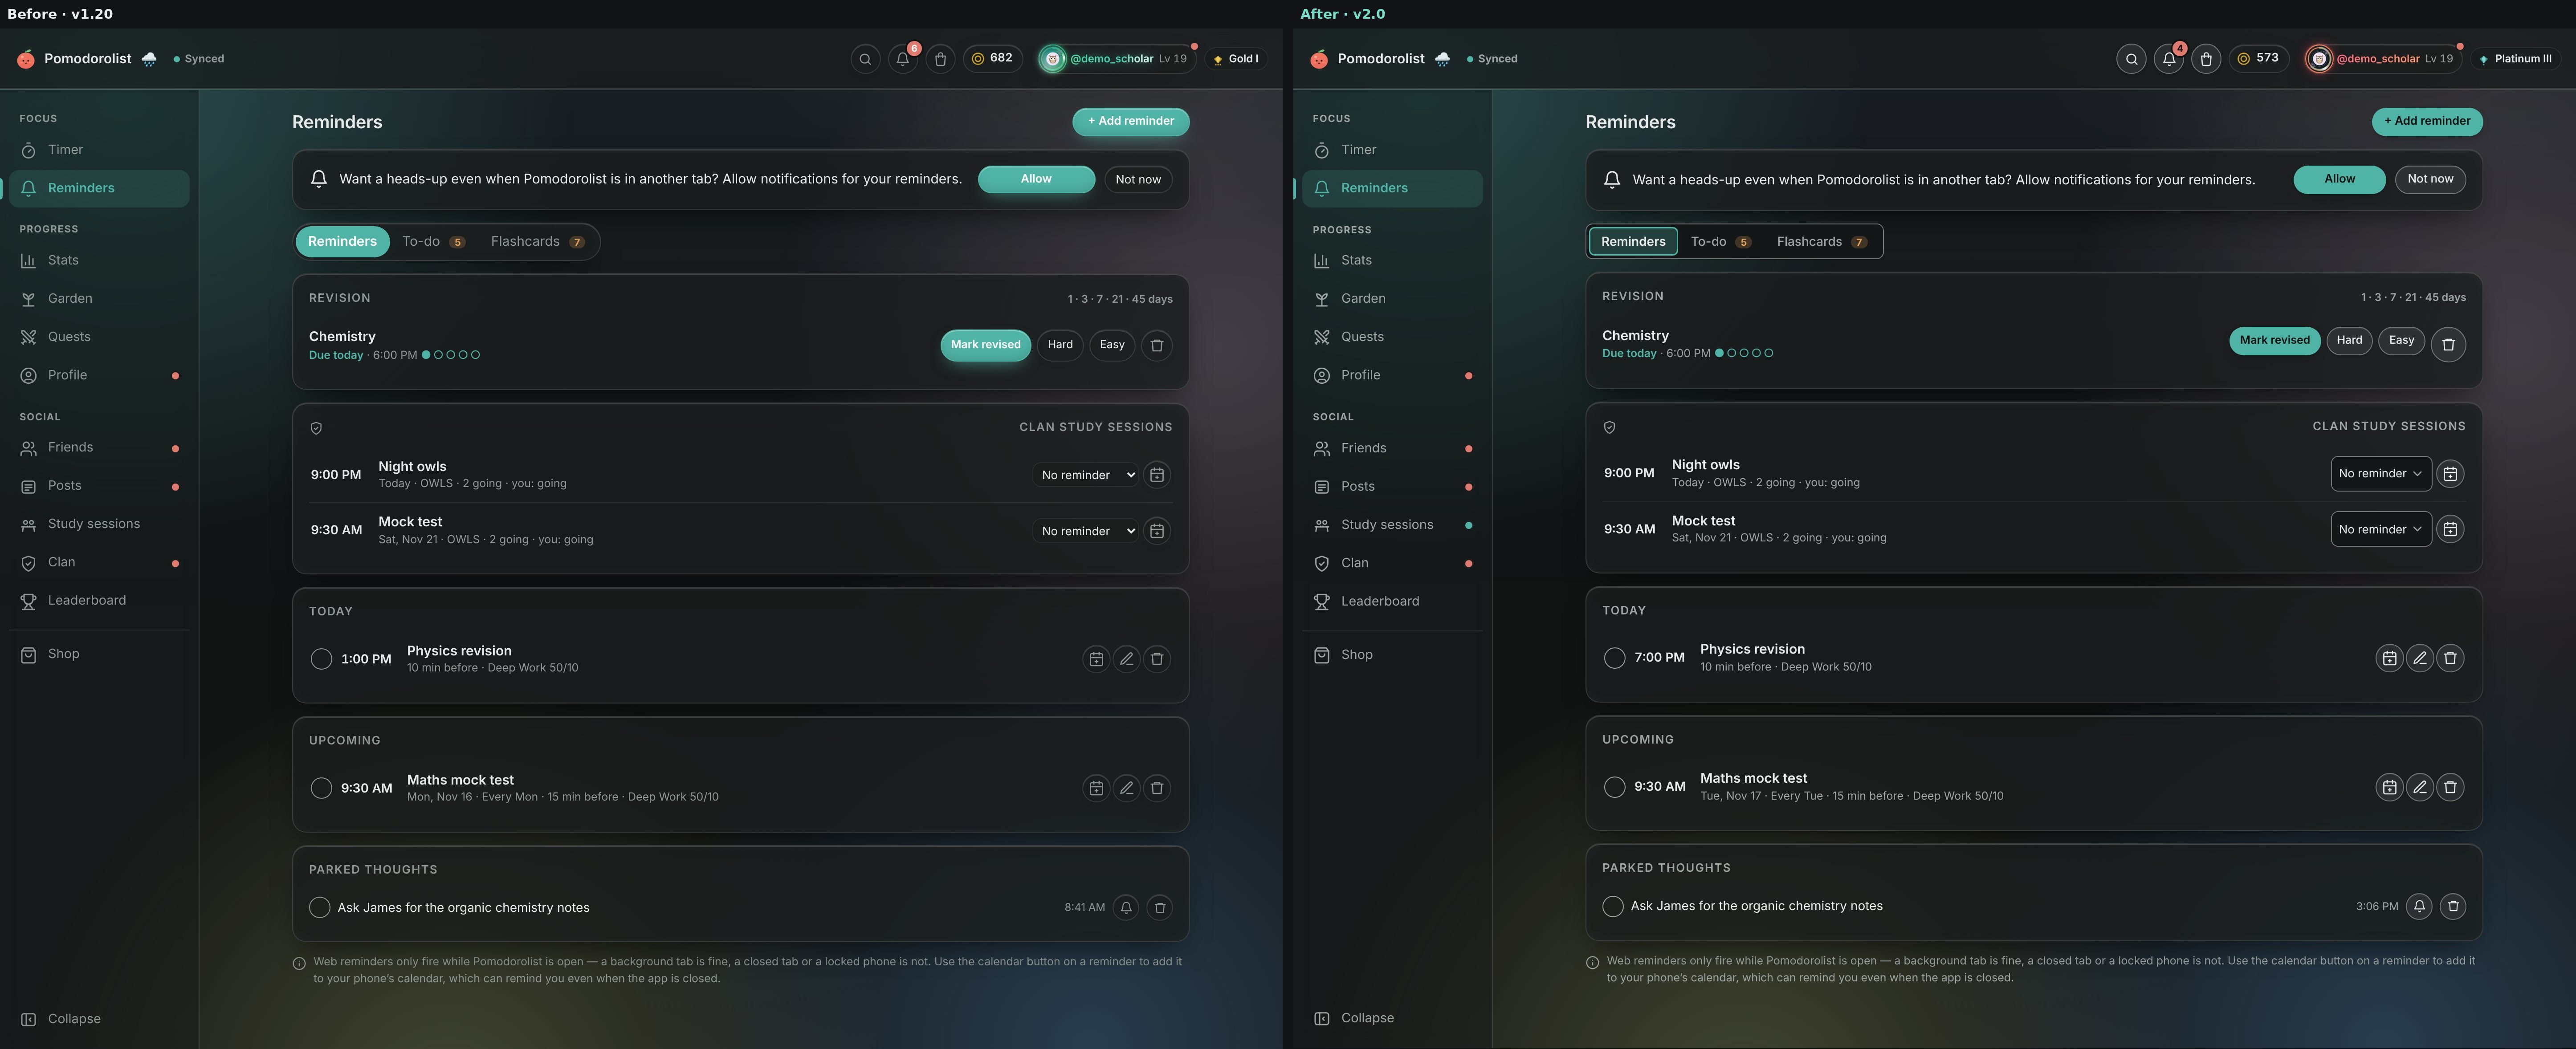 Before · v1.20
Pomodorolist
Synced
6
682
@demo_scholar Lv 19
Gold I
FOCUS
Timer
Reminders
PROGRESS
Stats
Garden
Quests
Profile
SOCIAL
Friends
Posts
Study sessions
Clan
Leaderboard
Shop
Collapse
Reminders
+ Add reminder
Want a heads-up even when Pomodorolist is in another tab? Allow notifications for your reminders.
Allow
Not now
Reminders
To-do 5
Flashcards 7
REVISION
1 · 3 · 7 · 21 · 45 days
Chemistry
Due today · 6:00 PM
Mark revised
Hard
Easy
CLAN STUDY SESSIONS
9:00 PM
Night owls
Today · OWLS · 2 going · you: going
No reminder
9:30 AM
Mock test
Sat, Nov 21 · OWLS · 2 going · you: going
No reminder
TODAY
1:00 PM
Physics revision
10 min before · Deep Work 50/10
UPCOMING
9:30 AM
Maths mock test
Mon, Nov 16 · Every Mon · 15 min before · Deep Work 50/10
PARKED THOUGHTS
Ask James for the organic chemistry notes
8:41 AM
Web reminders only fire while Pomodorolist is open — a background tab is fine, a closed tab or a locked phone is not. Use the calendar button on a reminder to add it
to your phone's calendar, which can remind you even when the app is closed.
After · v2.0
Pomodorolist
Synced
4
573
@demo_scholar Lv 19
Platinum III
FOCUS
Timer
Reminders
PROGRESS
Stats
Garden
Quests
Profile
SOCIAL
Friends
Posts
Study sessions
Clan
Leaderboard
Shop
Collapse
Reminders
+ Add reminder
Want a heads-up even when Pomodorolist is in another tab? Allow notifications for your reminders.
Allow
Not now
Reminders
To-do 5
Flashcards 7
REVISION
1 · 3 · 7 · 21 · 45 days
Chemistry
Due today · 6:00 PM
Mark revised
Hard
Easy
CLAN STUDY SESSIONS
9:00 PM
Night owls
Today · OWLS · 2 going · you: going
No reminder
9:30 AM
Mock test
Sat, Nov 21 · OWLS · 2 going · you: going
No reminder
TODAY
7:00 PM
Physics revision
10 min before · Deep Work 50/10
UPCOMING
9:30 AM
Maths mock test
Tue, Nov 17 · Every Tue · 15 min before · Deep Work 50/10
PARKED THOUGHTS
Ask James for the organic chemistry notes
3:06 PM
Web reminders only fire while Pomodorolist is open — a background tab is fine, a closed tab or a locked phone is not. Use the calendar button on a reminder to add it
to your phone's calendar, which can remind you even when the app is closed.